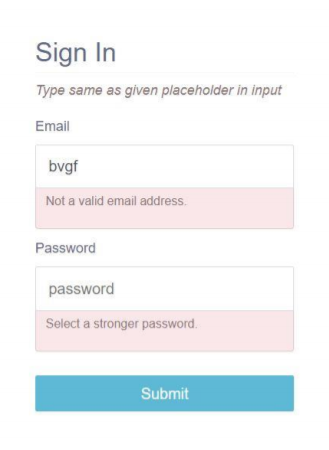 Sign In
Type same as given placeholder in input
Email
bvgf
Not a valid email address.
Password
password
Select a stronger password.
Submit